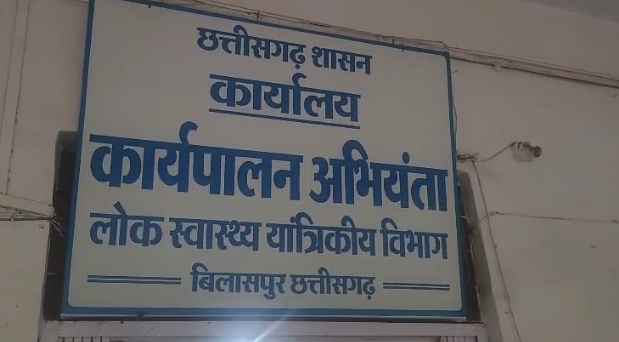 छत्तीसगढ़ शासन
कार्यालय
कार्यपालन अभियंता
लोक स्वास्थ्य यांत्रिकीय विभाग
बिलासपुर छत्तीसगढ़